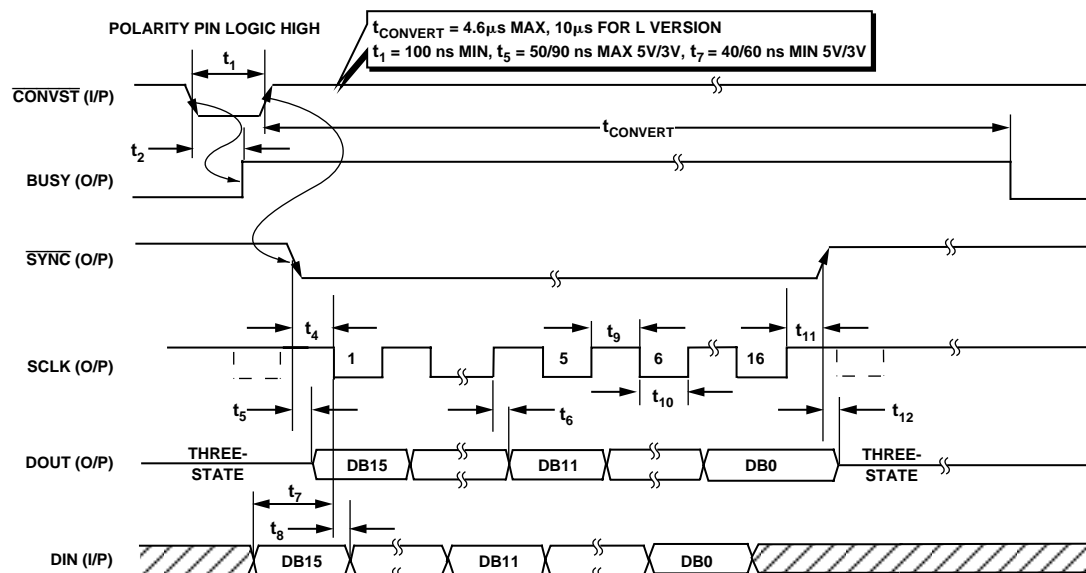 POLARITY PIN LOGIC HIGH
tCONVERT = 4.6µs MAX, 10µs FOR L VERSION
t1 = 100 ns MIN, t5 = 50/90 ns MAX 5V/3V, t7 = 40/60 ns MIN 5V/3V
t1
CONVST (I/P)
tCONVERT
t2
BUSY (O/P)
SYNC (O/P)
t4
t9
t11
SCLK (O/P)
1
5
6
16
t10
t5
t6
t12
DOUT (O/P)
THREE-
STATE
DB15
DB11
DB0
THREE-
STATE
t7
t8
DIN (I/P)
DB15
DB11
DB0